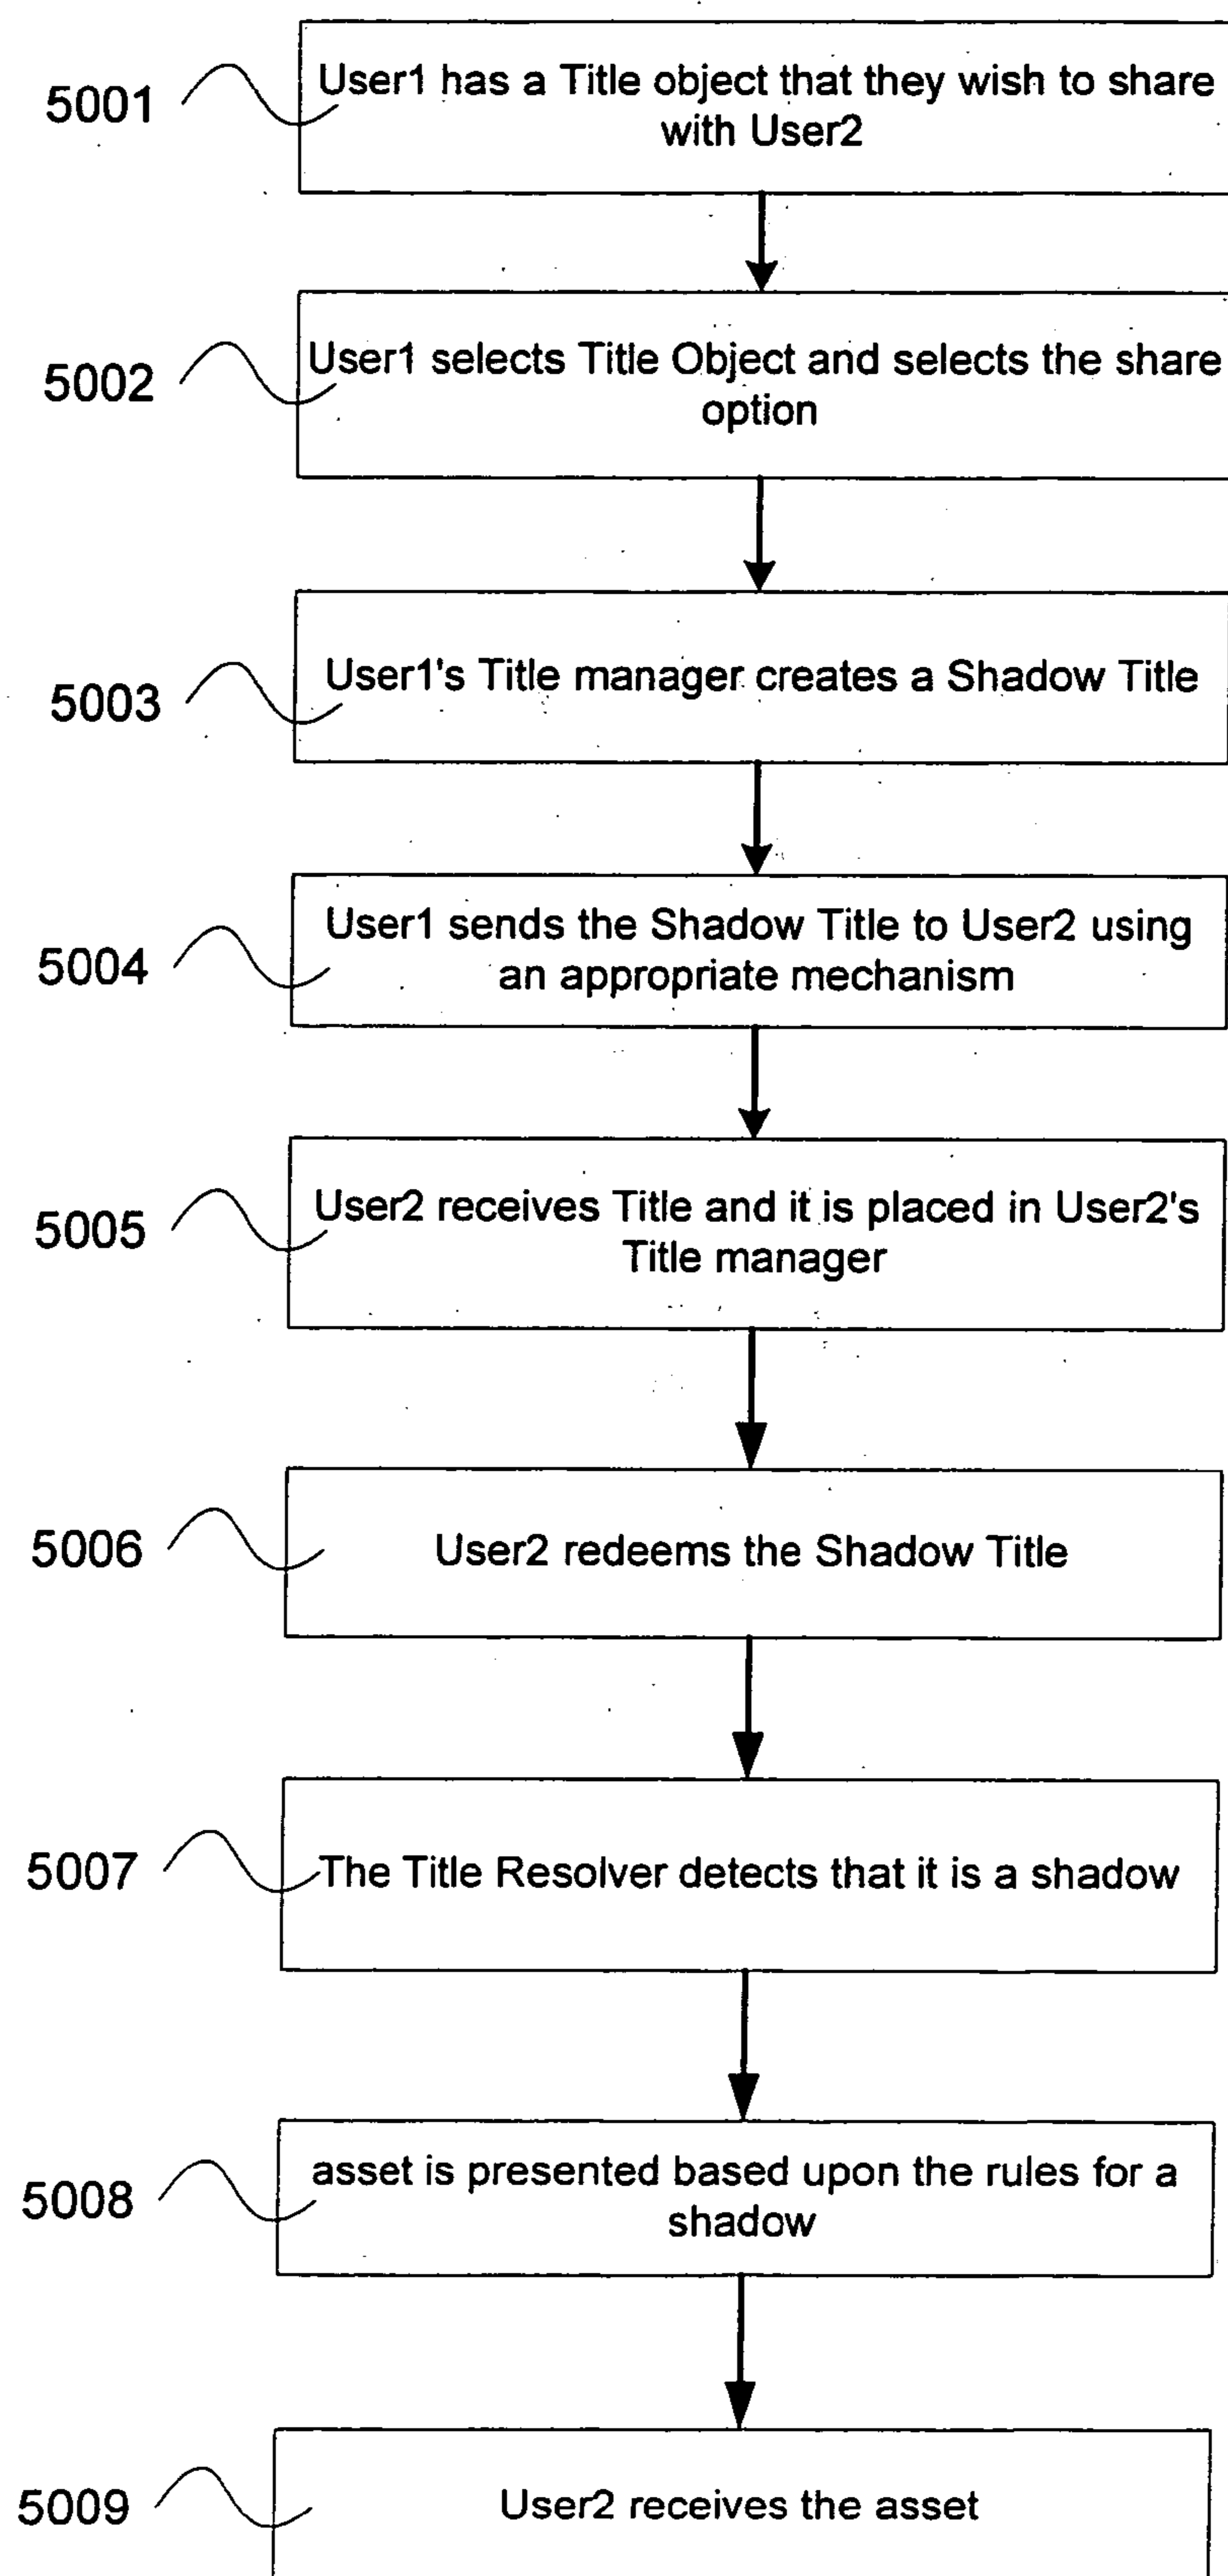 5001
User1 has a Title object that they wish to share
with User2
5002
User1 selects Title Object and selects the share
option
5003
User1's Title manager creates a Shadow Title
5004
User1 sends the Shadow Title to User2 using
an appropriate mechanism
5005
User2 receives Title and it is placed in User2's
Title manager
5006
User2 redeems the Shadow Title
5007
The Title Resolver detects that it is a shadow
5008
asset is presented based upon the rules for a
shadow
5009
User2 receives the asset